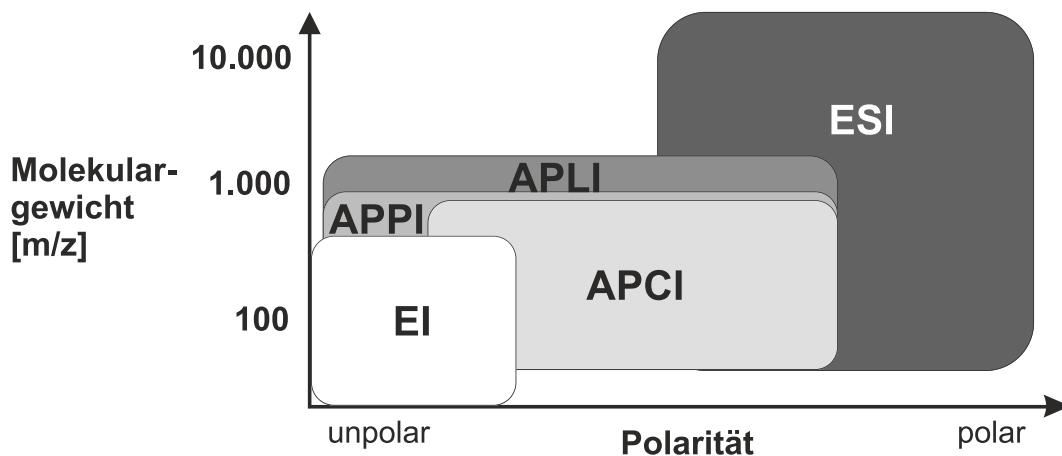 10.000
ESI
Molekular-
gewicht
[m/z]
1.000
APLI
APPI
APCI
100
EI
unpolar
Polarität
polar